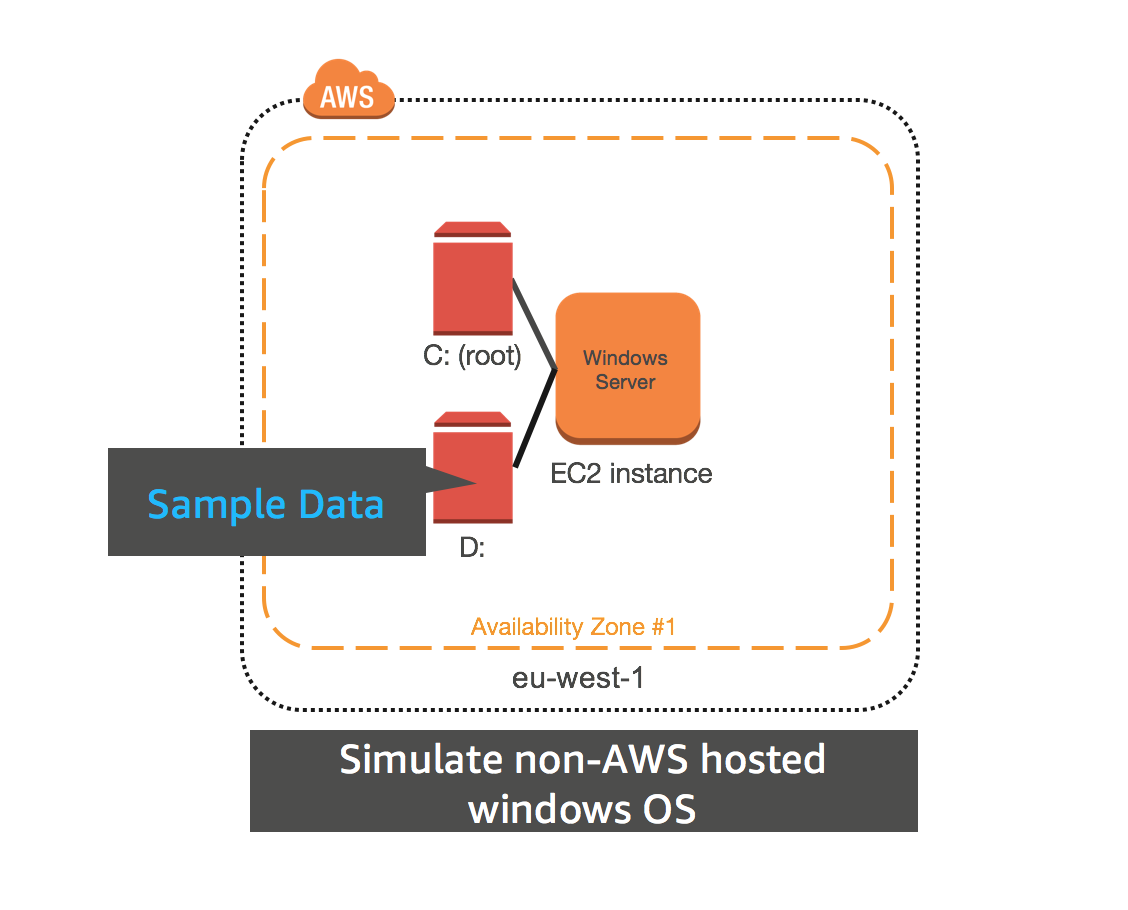 AWS
C: (root)
Windows
Server
EC2 instance
Sample Data
D:
Availability Zone #1
eu-west-1
Simulate non-AWS hosted
windows OS